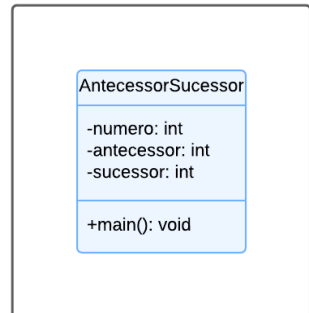 AntecessorSucessor
-numero: int
-antecessor: int
-sucessor: int
+main(): void